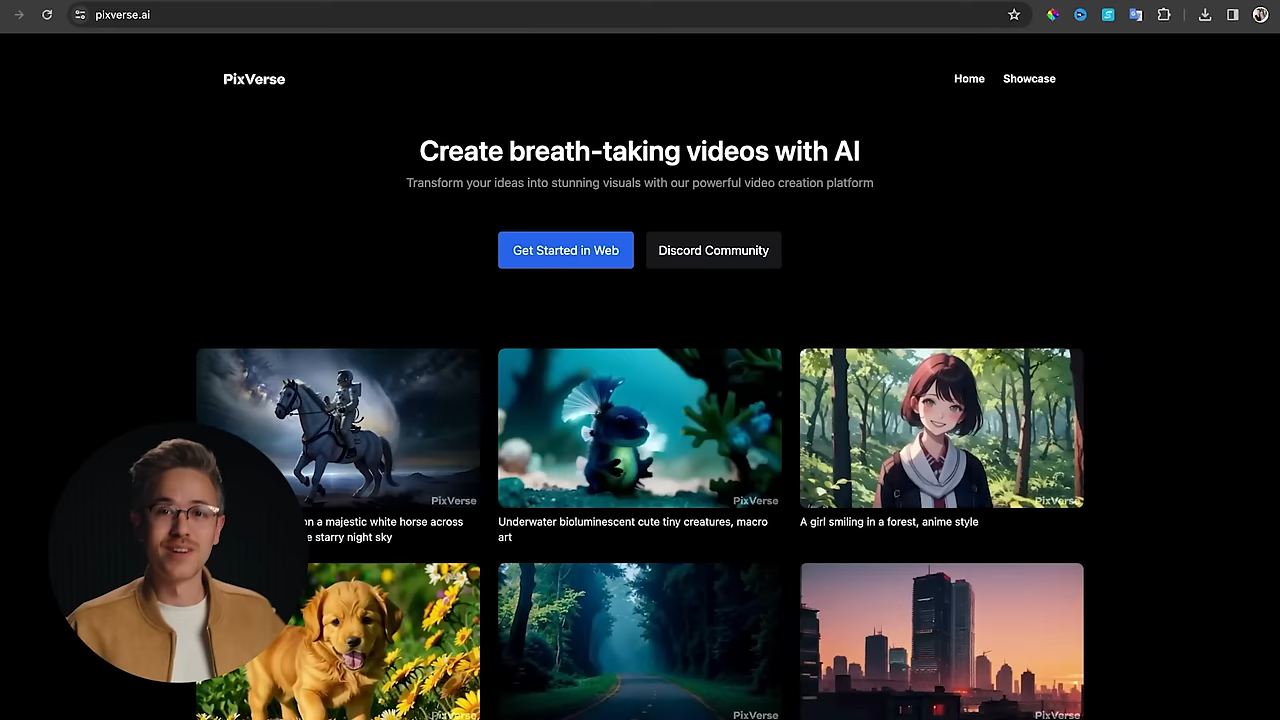 pixverse.ai
PixVerse
Home
Showcase
Create breath-taking videos with AI
Transform your ideas into stunning visuals with our powerful video creation platform
Get Started in Web
Discord Community
PixVerse
PixVerse
PixVerse
on a majestic white horse across
e starry night sky
Underwater bioluminescent cute tiny creatures, macro
art
A girl smiling in a forest, anime style
PixVerse
PixVerse
PixVerse